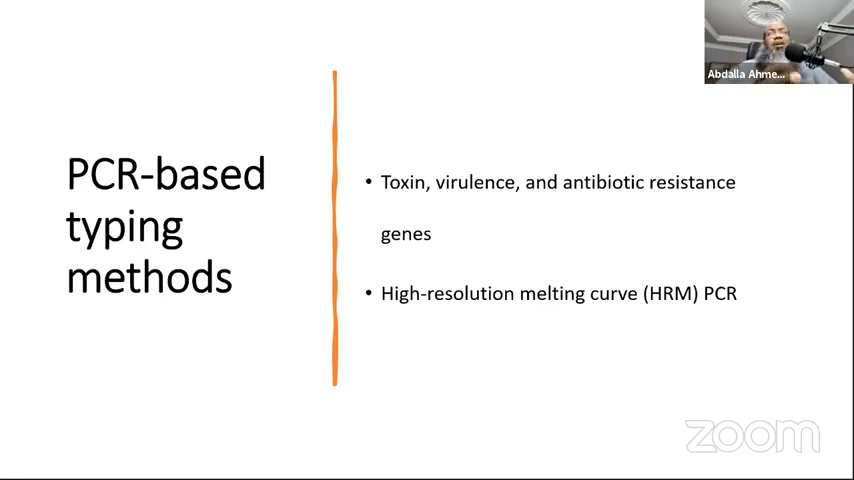 Abdalla Ahme...
PCR-based
typing
methods
• Toxin, virulence, and antibiotic resistance
genes
• High-resolution melting curve (HRM) PCR
zoom